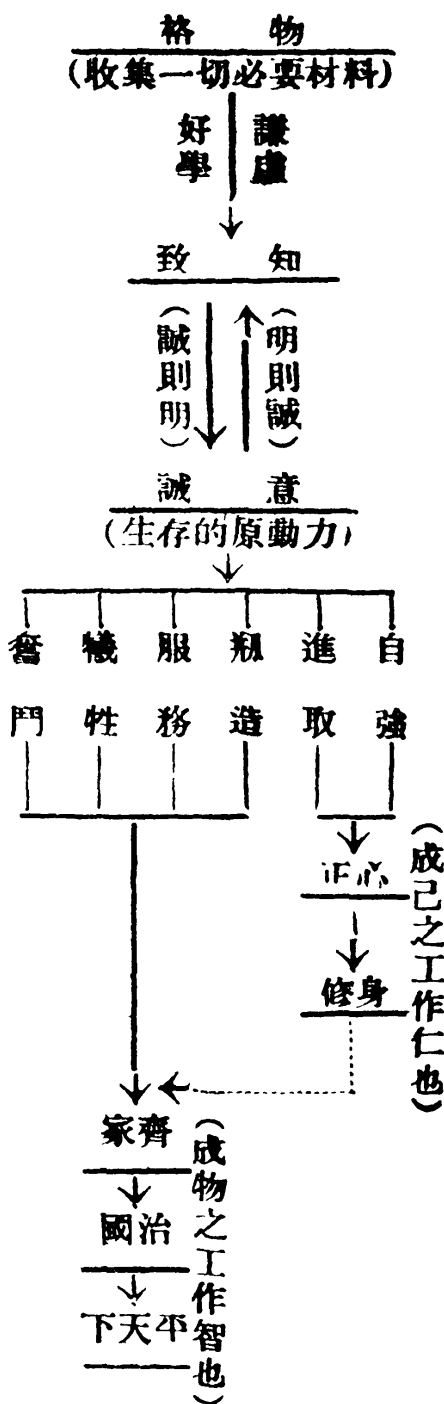 格物
(收集一切必要材料)
謙虛
好學
致知
(明則誠)
(誠則明)
誠意
(生存的原動力)
自強
進取
剏造
服務
犧牲
奮鬥
正心
修身
(成己之工作仁也)
齊家
治國
平天下
(成物之工作智也)